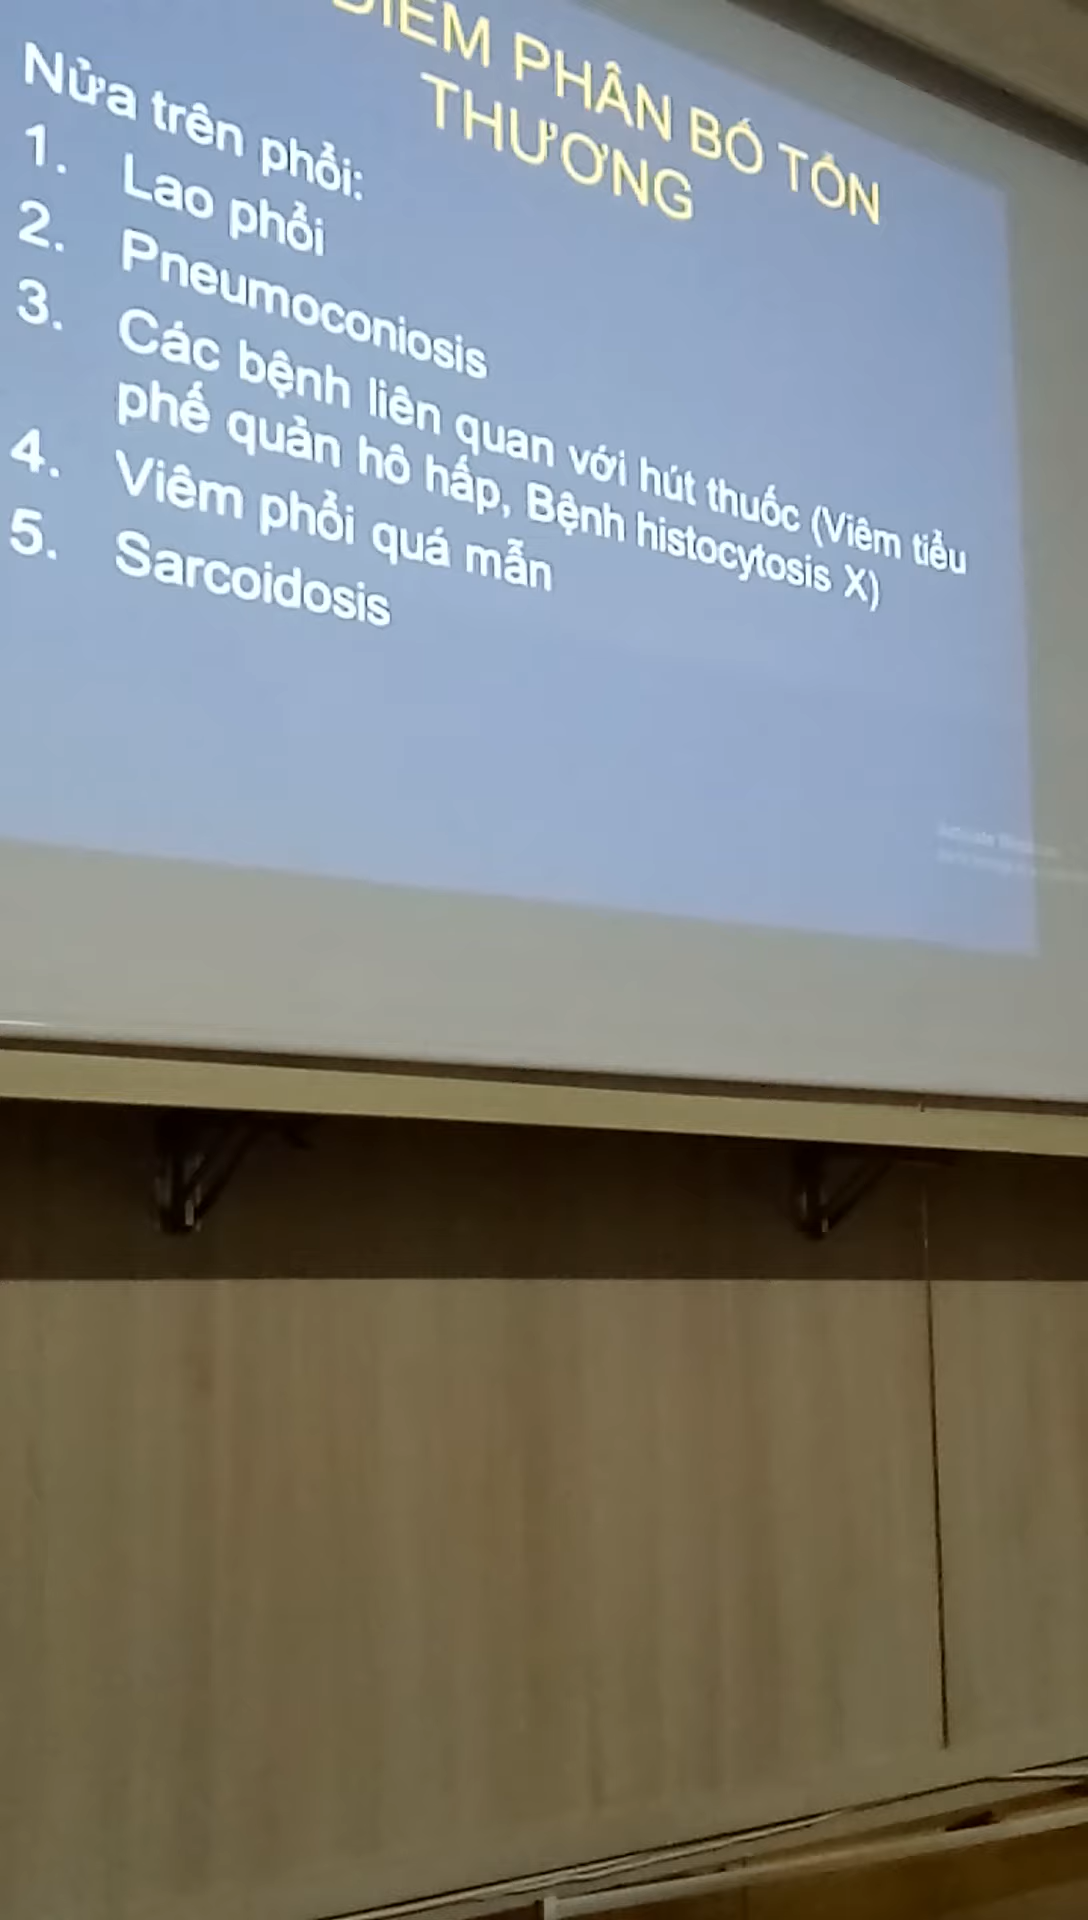 ĐIỂM PHÂN BỐ TỔN
THƯƠNG
Nửa trên phổi:
1. Lao phổi
2. Pneumoconiosis
3. Các bệnh liên quan với hút thuốc (Viêm tiểu
phế quản hô hấp, Bệnh histocytosis X)
4. Viêm phổi quá mẫn
5. Sarcoidosis